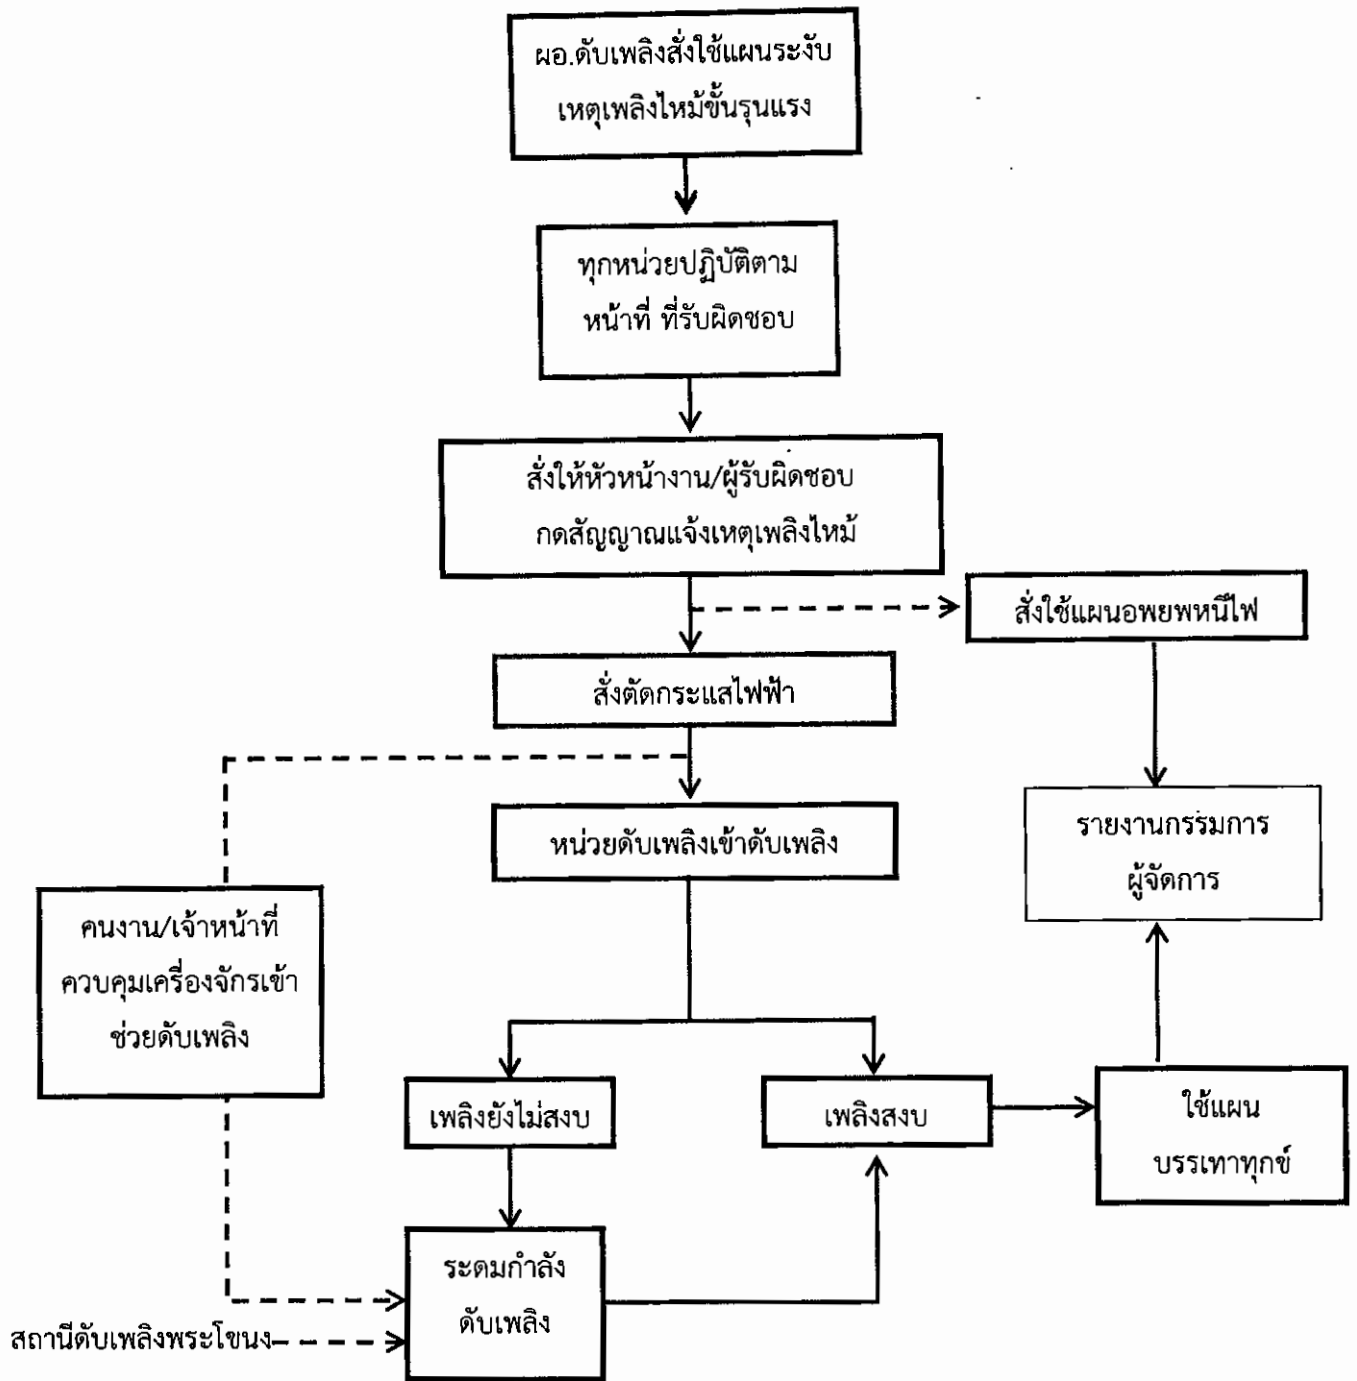 ผอ.ดับเพลิงสั่งใช้แผนระงับ
เหตุเพลิงไหม้ขั้นรุนแรง
ทุกหน่วยปฏิบัติตาม
หน้าที่ ที่รับผิดชอบ
สั่งให้หัวหน้างาน/ผู้รับผิดชอบ
กดสัญญาณแจ้งเหตุเพลิงไหม้
สั่งใช้แผนอพยพหนีไฟ
สั่งตัดกระแสไฟฟ้า
หน่วยดับเพลิงเข้าดับเพลิง
รายงานกรรมการ
ผู้จัดการ
คนงาน/เจ้าหน้าที่
ควบคุมเครื่องจักรเข้า
ช่วยดับเพลิง
เพลิงยังไม่สงบ
เพลิงสงบ
ใช้แผน
บรรเทาทุกข์
ระดมกำลัง
ดับเพลิง
สถานีดับเพลิงพระโขนง